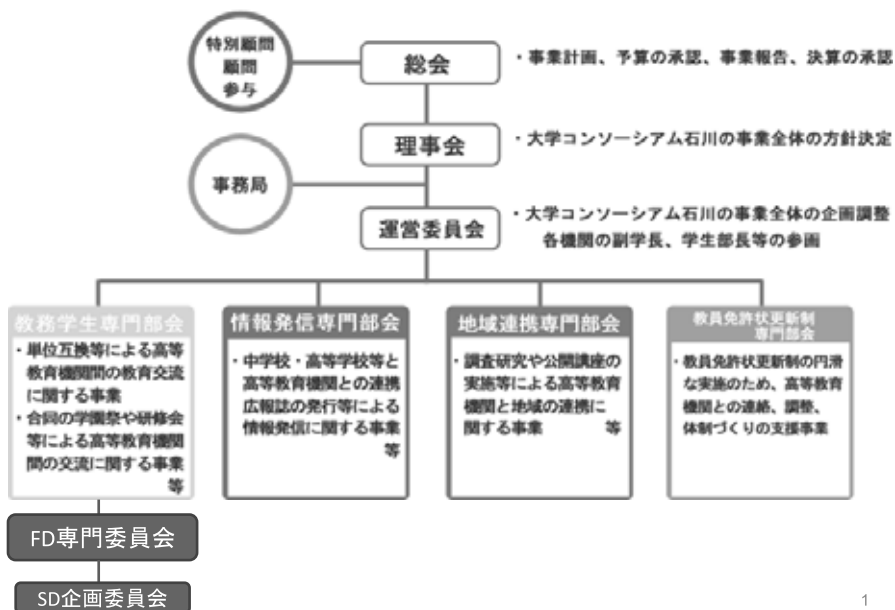 特別顧問
顧問
参与
総会
・事業計画、予算の承認、事業報告、決算の承認
理事会
・大学コンソーシアム石川の事業全体の方針決定
事務局
運営委員会
・大学コンソーシアム石川の事業全体の企画調整
各機関の副学長、学生部長等の参画
教務学生専門部会
・単位互換等による高等
教育機関間の教育交流
に関する事業
・合同の学園祭や研修会
等による高等教育機関
間の交流に関する事業
等
情報発信専門部会
・中学校・高等学校等と
高等教育機関との連携
広報誌の発行等による
情報発信に関する事業
等
地域連携専門部会
・調査研究や公開講座の
実施等による高等教育
機関と地域の連携に
関する事業 等
教員免許状更新制
専門部会
・教員免許状更新制の円滑
な実施のため、高等教育
機関との連絡、調整、
体制づくりの支援事業
FD専門委員会
SD企画委員会
1